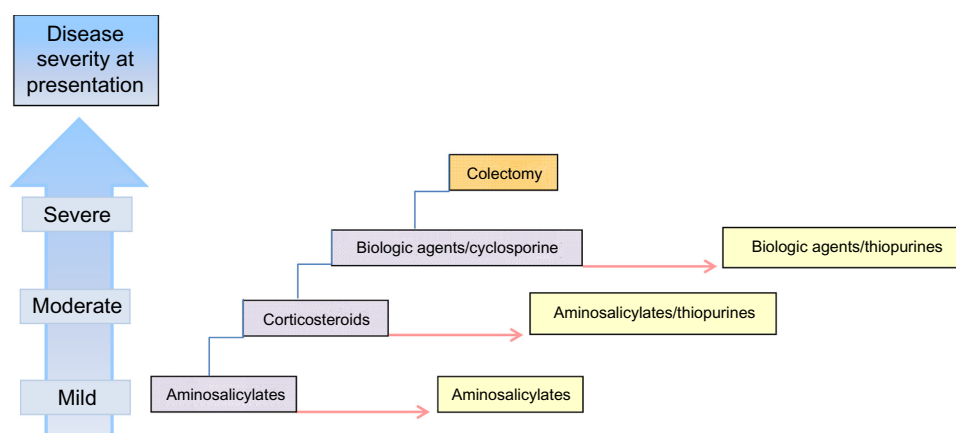 Disease
severity at
presentation
Colectomy
Severe
Biologic agents/cyclosporine
Biologic agents/thiopurines
Moderate
Corticosteroids
Aminosalicylates/thiopurines
Mild
Aminosalicylates
Aminosalicylates